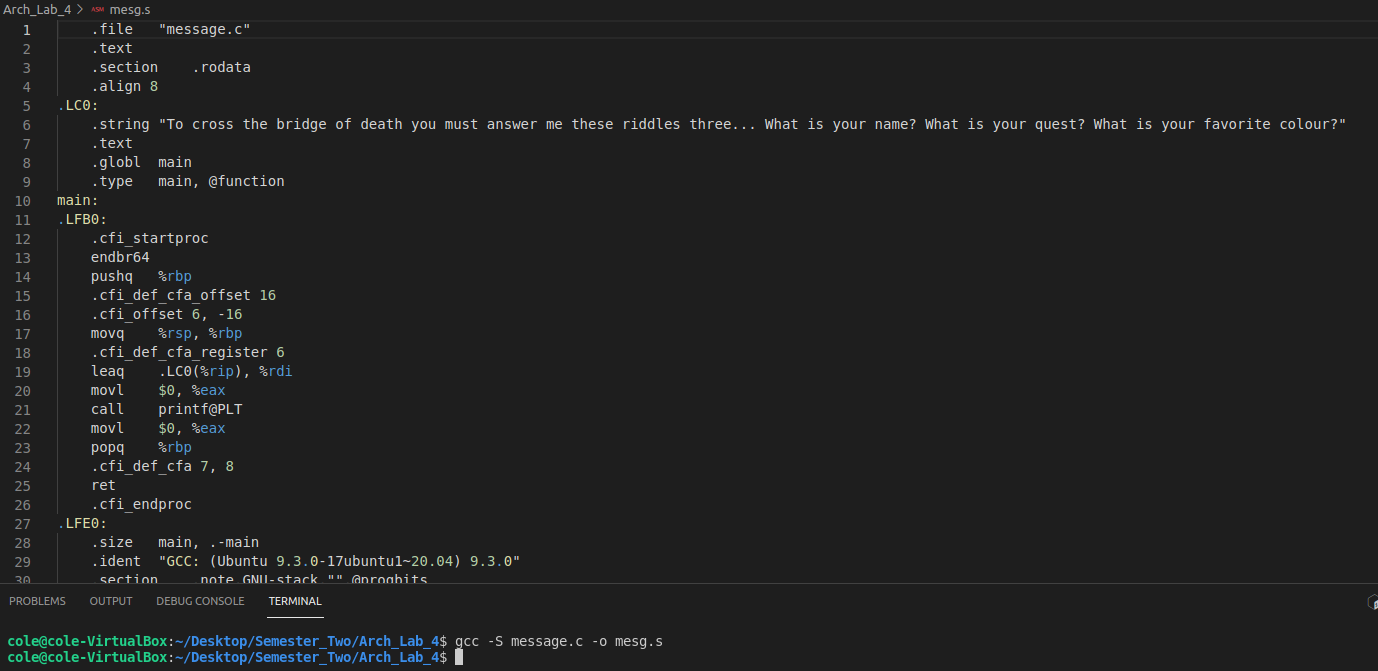 Arch_Lab_4 > ASM mesg.s
1 .file "message.c"
2 .text
3 .section .rodata
4 .align 8
5 .LC0:
6 .string "To cross the bridge of death you must answer me these riddles three... What is your name? What is your quest? What is your favorite colour?"
7 .text
8 .globl main
9 .type main, @function
10 main:
11 .LFB0:
12 .cfi_startproc
13 endbr64
14 pushq %rbp
15 .cfi_def_cfa_offset 16
16 .cfi_offset 6, -16
17 movq %rsp, %rbp
18 .cfi_def_cfa_register 6
19 leaq .LC0(%rip), %rdi
20 movl $0, %eax
21 call printf@PLT
22 movl $0, %eax
23 popq %rbp
24 .cfi_def_cfa 7, 8
25 ret
26 .cfi_endproc
27 .LFE0:
28 .size main, .-main
29 .ident "GCC: (Ubuntu 9.3.0-17ubuntu1~20.04) 9.3.0"
30 .section .note.GNU-stack,"",@progbits
PROBLEMS OUTPUT DEBUG CONSOLE TERMINAL
cole@cole-VirtualBox:~/Desktop/Semester_Two/Arch_Lab_4$ gcc -S message.c -o mesg.s
cole@cole-VirtualBox:~/Desktop/Semester_Two/Arch_Lab_4$